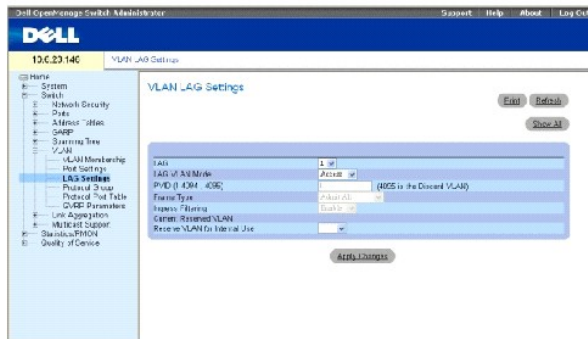 Dell OpenManage Switch Administrator
Support Help About Log Out
DELL
10.6.23.146
VLAN LAG Settings
Home
System
Switch
Network Security
Ports
Address Tables
GARP
Spanning Tree
VLAN
VLAN Membership
Port Settings
LAG Settings
Protocol Group
Protocol Port Table
GVRP Parameters
Link Aggregation
Multicast Support
Statistics/RMON
Quality of Service
VLAN LAG Settings
Print Refresh
Show All
LAG 1
LAG VLAN Mode Access
PVID (1-4094, 4095) 1 (4095 is the Discard VLAN)
Frame Type Admit All
Ingress Filtering Enable
Current Reserved VLAN
Reserve VLAN for Internal Use
Apply Changes